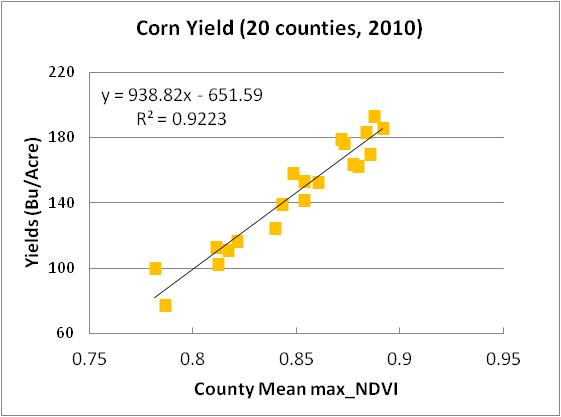 Corn Yield (20 counties, 2010)
y = 938.82x - 651.59
R² = 0.9223
Yields (Bu/Acre)
220
180
140
100
60
0.75 0.8 0.85 0.9 0.95
County Mean max_NDVI